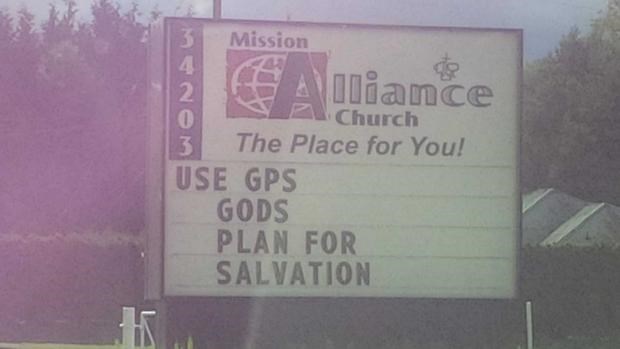 34203
Mission
Alliance
Church
The Place for You!
USE GPS
GODS
PLAN FOR
SALVATION